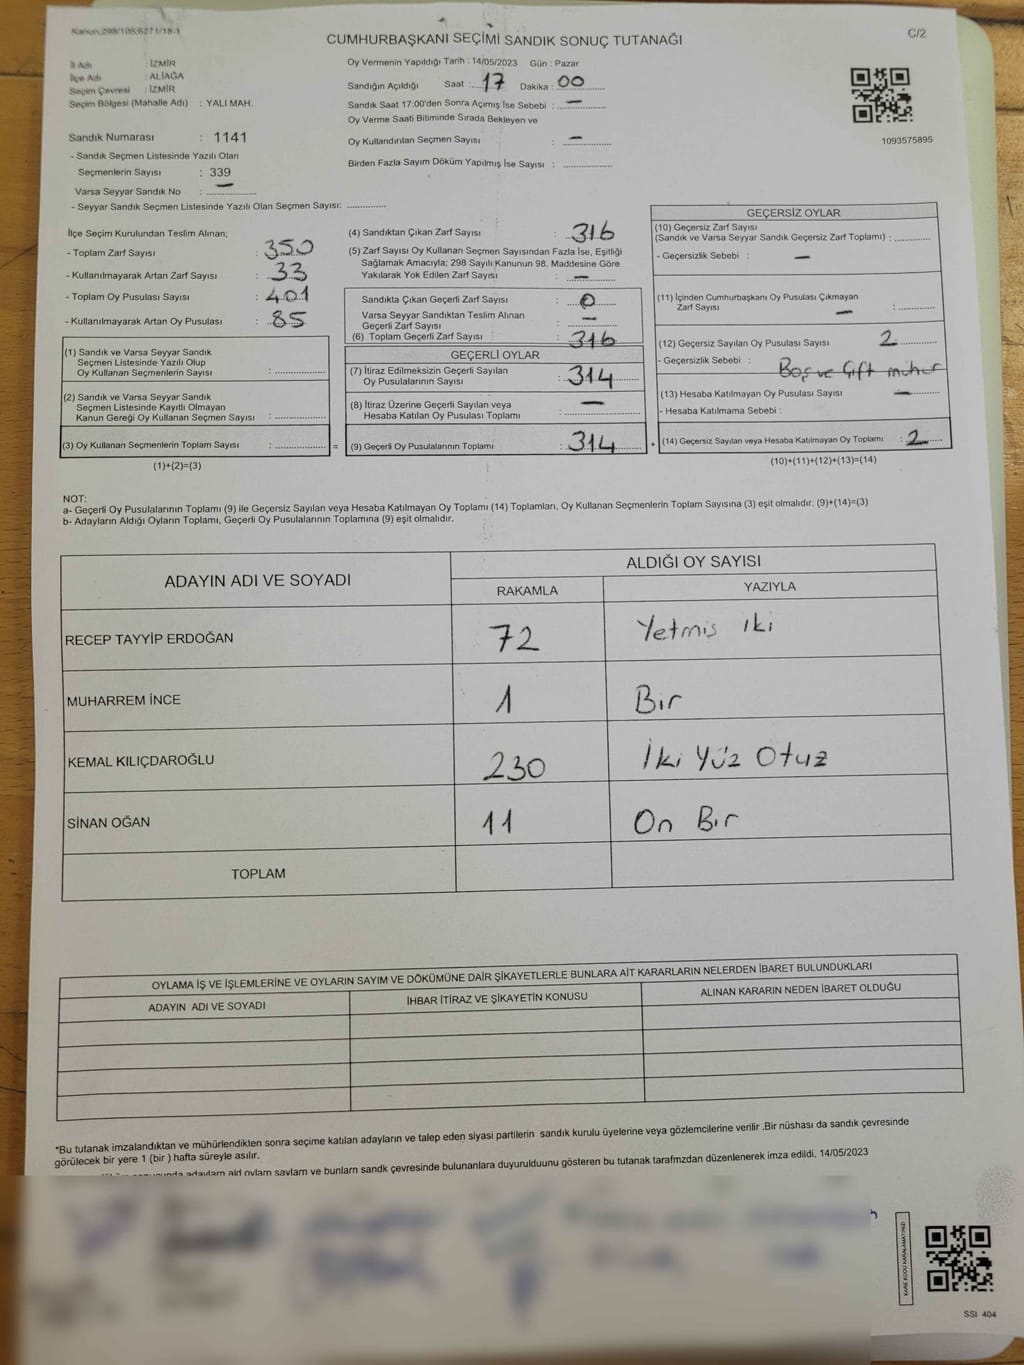 Kanun:298/105;6271/18-1
C/2
CUMHURBAŞKANI SEÇİMİ SANDIK SONUÇ TUTANAĞI
İl Adı : İZMİR
İlçe Adı : ALİAĞA
Seçim Çevresi : İZMİR
Seçim Bölgesi (Mahalle Adı) : YALI MAH.
Oy Vermenin Yapıldığı Tarih : 14/05/2023 Gün : Pazar
Sandığın Açıldığı Saat : 17 Dakika : 00
Sandık Saat 17:00'den Sonra Açımış İse Sebebi : —
Oy Verme Saati Bitiminde Sırada Bekleyen ve
Oy Kullandırılan Seçmen Sayısı : —
Birden Fazla Sayım Döküm Yapılmış İse Sayısı :
1093575895
Sandık Numarası : 1141
- Sandık Seçmen Listesinde Yazılı Olan
Seçmenlerin Sayısı : 339
Varsa Seyyar Sandık No : —
- Seyyar Sandık Seçmen Listesinde Yazılı Olan Seçmen Sayısı:
İlçe Seçim Kurulundan Teslim Alınan;
- Toplam Zarf Sayısı : 350
- Kullanılmayarak Artan Zarf Sayısı : 33
- Toplam Oy Pusulası Sayısı : 401
- Kullanılmayarak Artan Oy Pusulası : 85
(1) Sandık ve Varsa Seyyar Sandık
Seçmen Listesinde Yazılı Olup
Oy Kullanan Seçmenlerin Sayısı :
(2) Sandık ve Varsa Seyyar Sandık
Seçmen Listesinde Kayıtlı Olmayan
Kanun Gereği Oy Kullanan Seçmen Sayısı :
(3) Oy Kullanan Seçmenlerin Toplam Sayısı : =
(1)+(2)=(3)
(4) Sandıktan Çıkan Zarf Sayısı : 316
(5) Zarf Sayısı Oy Kullanan Seçmen Sayısından Fazla İse, Eşitliği
Sağlamak Amacıyla; 298 Sayılı Kanunun 98. Maddesine Göre
Yakılarak Yok Edilen Zarf Sayısı : —
Sandıkta Çıkan Geçerli Zarf Sayısı : 0
Varsa Seyyar Sandıktan Teslim Alınan
Geçerli Zarf Sayısı : —
(6) Toplam Geçerli Zarf Sayısı : 316
GEÇERLİ OYLAR
(7) İtiraz Edilmeksizin Geçerli Sayılan
Oy Pusulalarının Sayısı : 314
(8) İtiraz Üzerine Geçerli Sayılan veya
Hesaba Katılan Oy Pusulası Toplamı : —
(9) Geçerli Oy Pusulalarının Toplamı : 314 +
GEÇERSİZ OYLAR
(10) Geçersiz Zarf Sayısı
(Sandık ve Varsa Seyyar Sandık Geçersiz Zarf Toplamı) :
- Geçersizlik Sebebi : —
(11) İçinden Cumhurbaşkanı Oy Pusulası Çıkmayan
Zarf Sayısı — :
(12) Geçersiz Sayılan Oy Pusulası Sayısı 2
- Geçersizlik Sebebi : Boş ve Çift mühür
(13) Hesaba Katılmayan Oy Pusulası Sayısı —
- Hesaba Katılmama Sebebi :
(14) Geçersiz Sayılan veya Hesaba Katılmayan Oy Toplamı : 2
(10)+(11)+(12)+(13)=(14)
NOT:
a- Geçerli Oy Pusulalarının Toplamı (9) ile Geçersiz Sayılan veya Hesaba Katılmayan Oy Toplamı (14) Toplamları, Oy Kullanan Seçmenlerin Toplam Sayısına (3) eşit olmalıdır. (9)+(14)=(3)
b- Adayların Aldığı Oyların Toplamı, Geçerli Oy Pusulalarının Toplamına (9) eşit olmalıdır.
ADAYIN ADI VE SOYADI
ALDIĞI OY SAYISI
RAKAMLA YAZIYLA
RECEP TAYYİP ERDOĞAN 72 Yetmiş iki
MUHARREM İNCE 1 Bir
KEMAL KILIÇDAROĞLU 230 İki Yüz Otuz
SİNAN OĞAN 11 On Bir
TOPLAM
OYLAMA İŞ VE İŞLEMLERİNE VE OYLARIN SAYIM VE DÖKÜMÜNE DAİR ŞİKAYETLERLE BUNLARA AİT KARARLARIN NELERDEN İBARET BULUNDUKLARI
ADAYIN ADI VE SOYADI İHBAR İTİRAZ VE ŞİKAYETİN KONUSU ALINAN KARARIN NEDEN İBARET OLDUĞU
*Bu tutanak imzalandıktan ve mühürlendikten sonra seçime katılan adayların ve talep eden siyasi partilerin sandık kurulu üyelerine veya gözlemcilerine verilir .Bir nüshası da sandık çevresinde
görülecek bir yere 1 (bir ) hafta süreyle asılır.
adayların ald oyların sayların ve bunların sandk çevresinde bulunanlara duyurulduunu gösteren bu tutanak tarafmzdan düzenlenerek imza edildi. 14/05/2023
KARE KODU KARALAMAYINIZ!
SSI 404